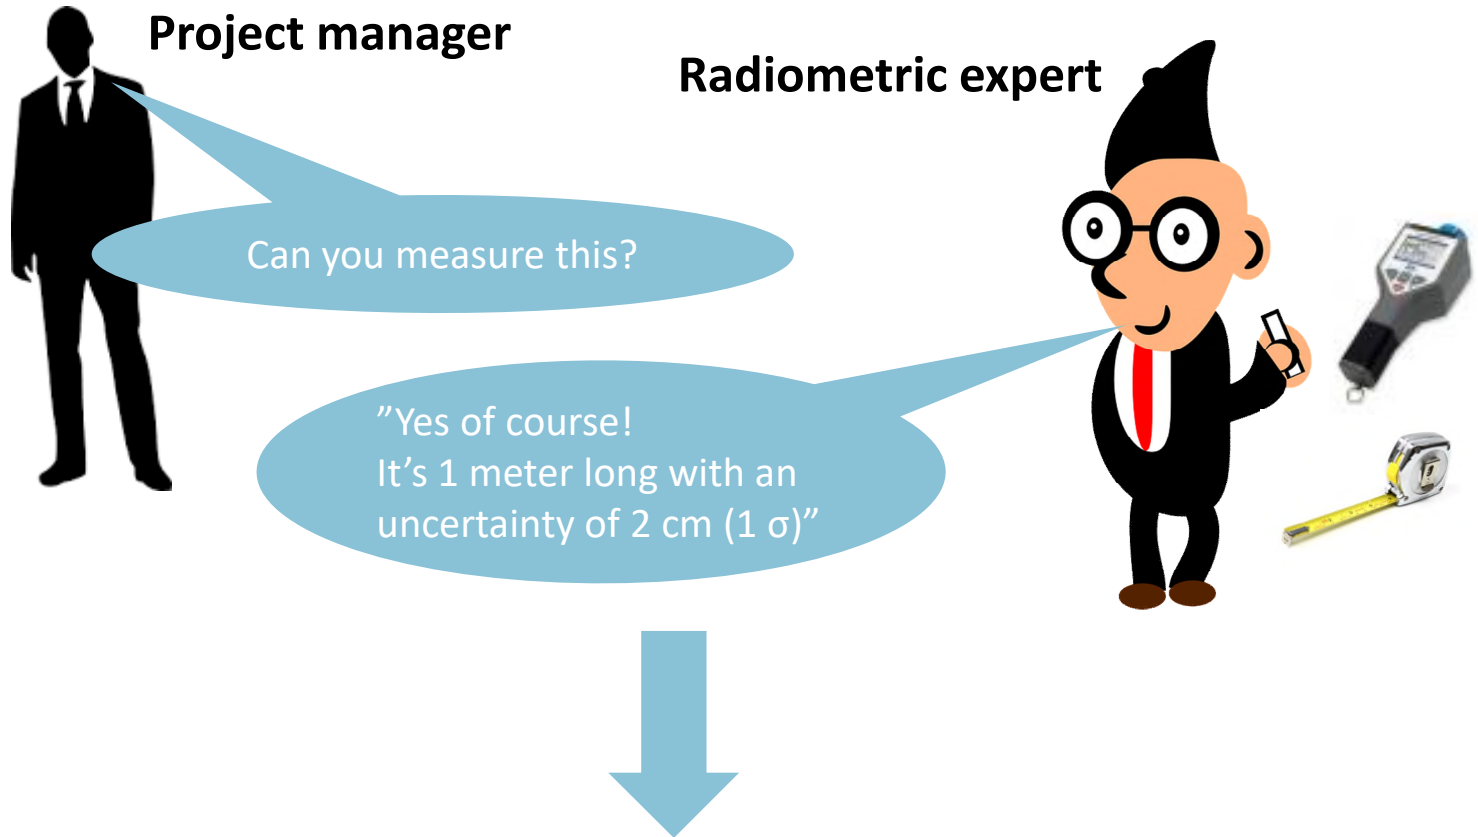 Project manager
Radiometric expert
Can you measure this?
”Yes of course!
It’s 1 meter long with an
uncertainty of 2 cm (1 σ)”